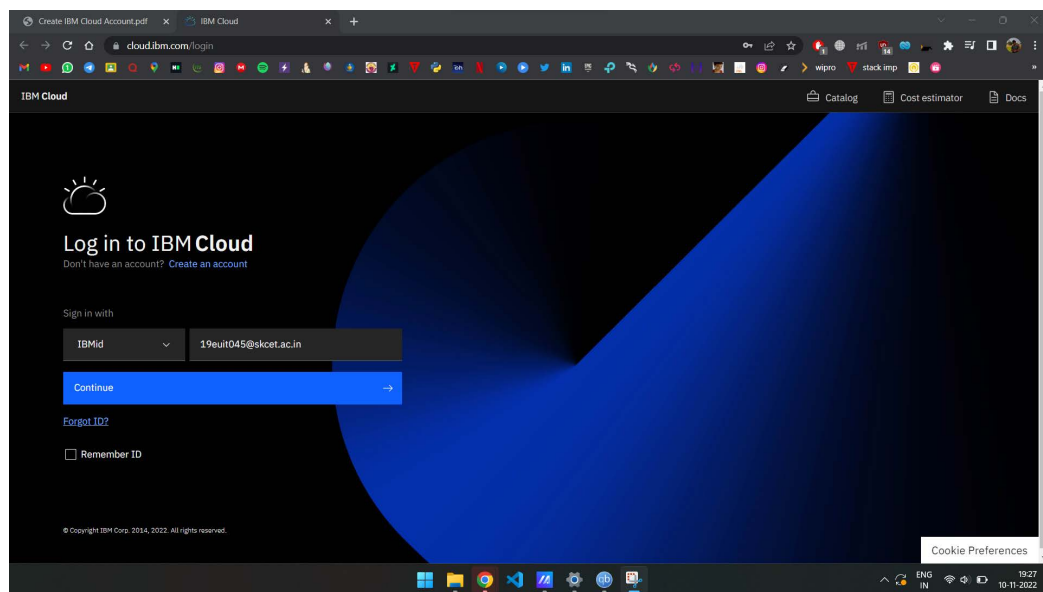 Create IBM Cloud Account.pdf
IBM Cloud
cloud.ibm.com/login
wipro
stack imp
IBM Cloud
Catalog
Cost estimator
Docs
Log in to IBM Cloud
Don't have an account? Create an account
Sign in with
IBMid
19euit045@skcet.ac.in
Continue
Forgot ID?
Remember ID
© Copyright IBM Corp. 2014, 2022. All rights reserved.
Cookie Preferences
ENG
IN
19:27
10-11-2022